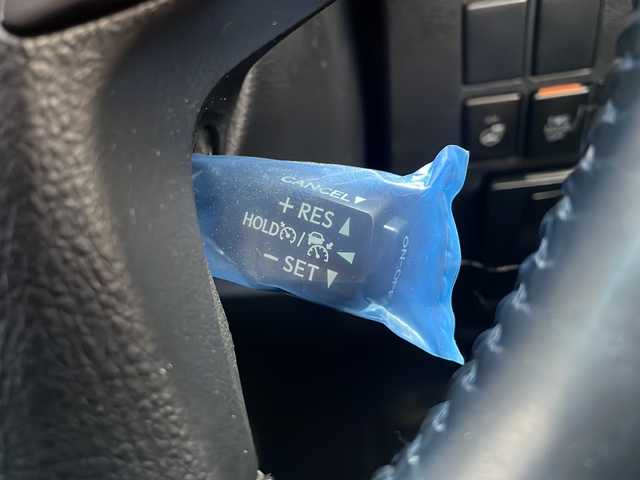 CANCEL▼
+ RES ▲
HOLD /
− SET ▼
ON-OFF